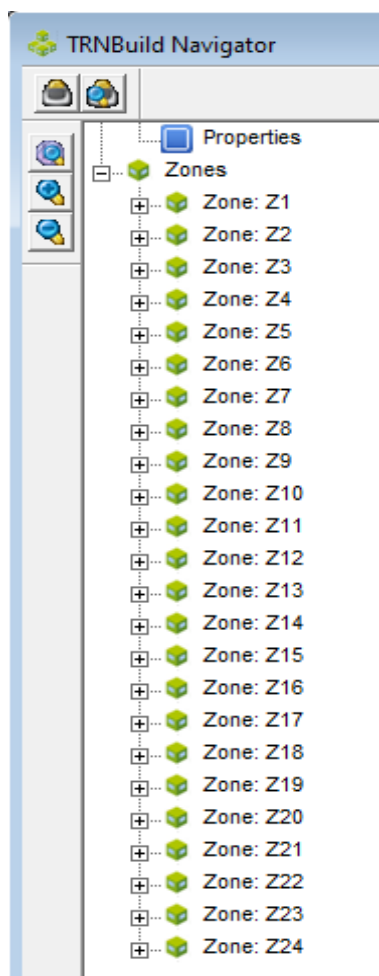 TRNBuild Navigator
Properties
Zones
Zone: Z1
Zone: Z2
Zone: Z3
Zone: Z4
Zone: Z5
Zone: Z6
Zone: Z7
Zone: Z8
Zone: Z9
Zone: Z10
Zone: Z11
Zone: Z12
Zone: Z13
Zone: Z14
Zone: Z15
Zone: Z16
Zone: Z17
Zone: Z18
Zone: Z19
Zone: Z20
Zone: Z21
Zone: Z22
Zone: Z23
Zone: Z24